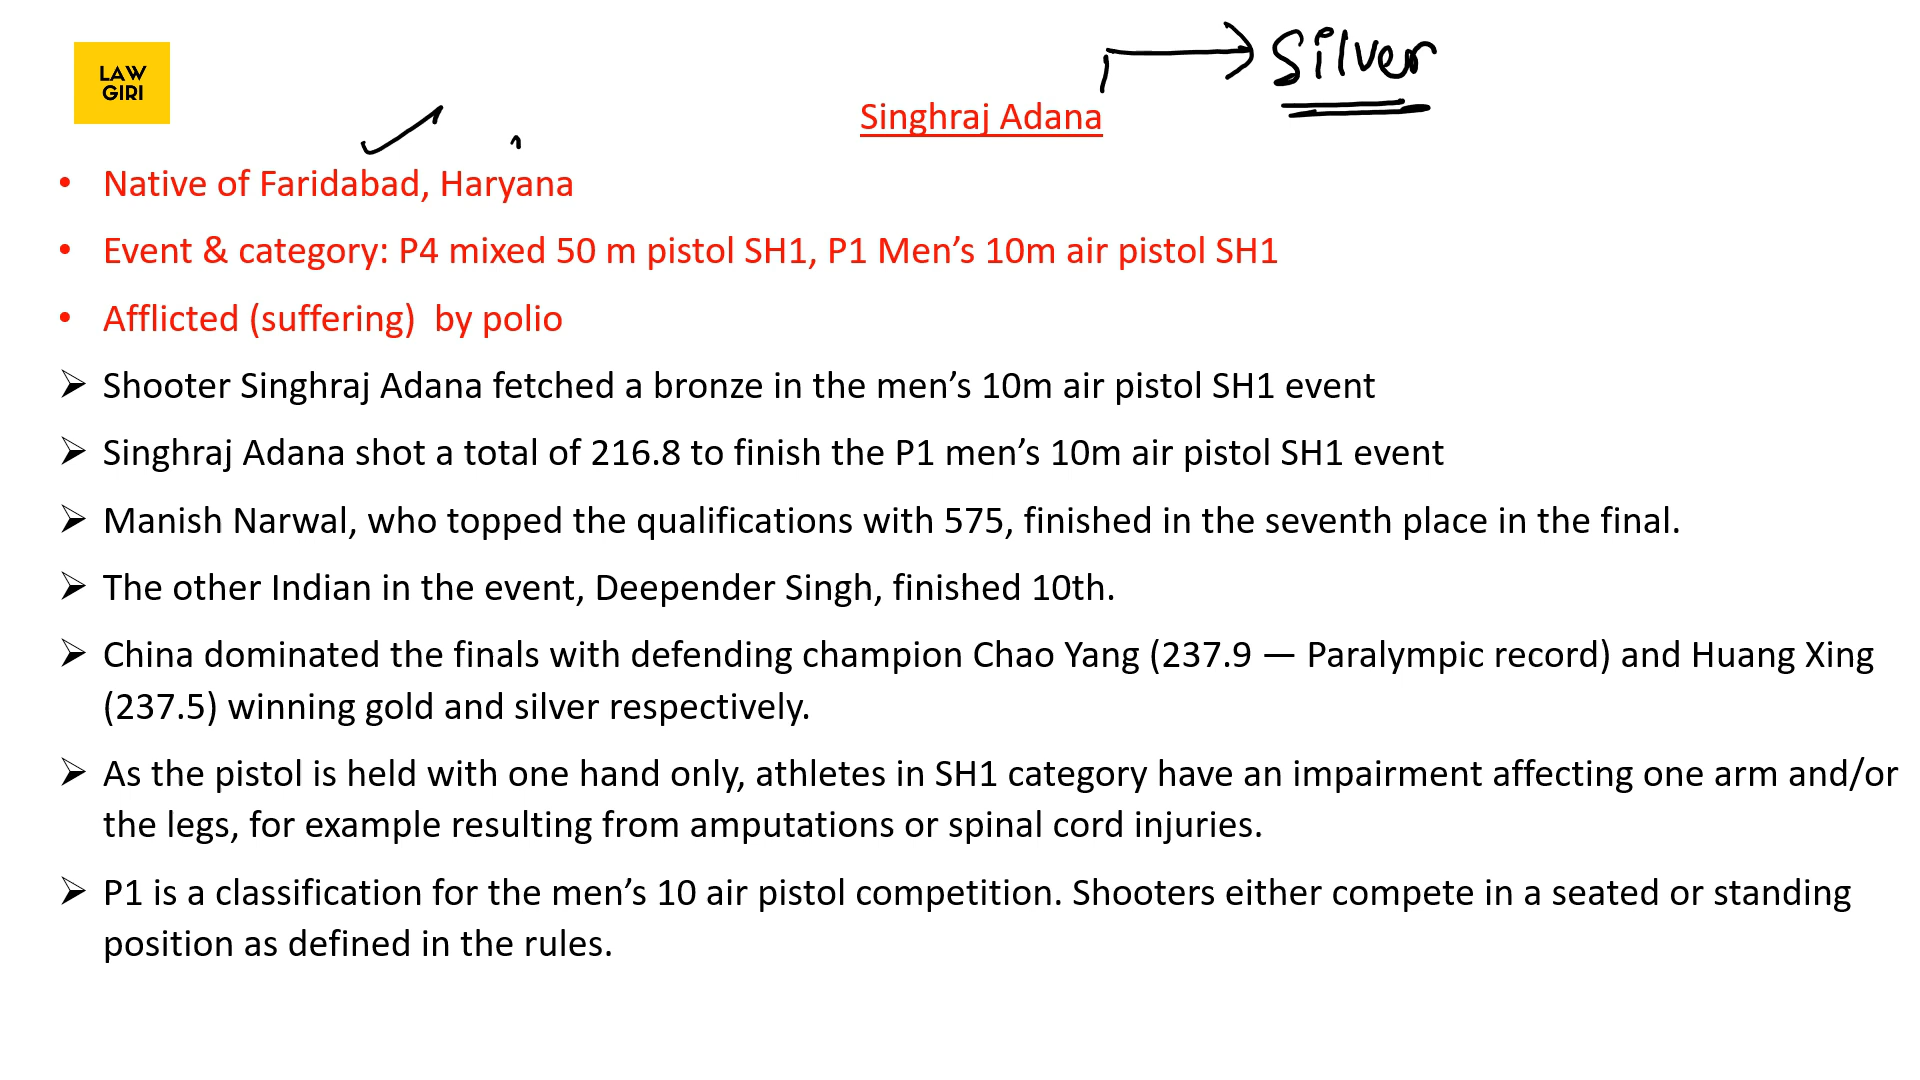 LAW
GIRI
Silver
Singhraj Adana
• Native of Faridabad, Haryana
• Event & category: P4 mixed 50 m pistol SH1, P1 Men’s 10m air pistol SH1
• Afflicted (suffering)  by polio
➢ Shooter Singhraj Adana fetched a bronze in the men’s 10m air pistol SH1 event
➢ Singhraj Adana shot a total of 216.8 to finish the P1 men’s 10m air pistol SH1 event
➢ Manish Narwal, who topped the qualifications with 575, finished in the seventh place in the final.
➢ The other Indian in the event, Deepender Singh, finished 10th.
➢ China dominated the finals with defending champion Chao Yang (237.9 — Paralympic record) and Huang Xing
(237.5) winning gold and silver respectively.
➢ As the pistol is held with one hand only, athletes in SH1 category have an impairment affecting one arm and/or
the legs, for example resulting from amputations or spinal cord injuries.
➢ P1 is a classification for the men’s 10 air pistol competition. Shooters either compete in a seated or standing
position as defined in the rules.